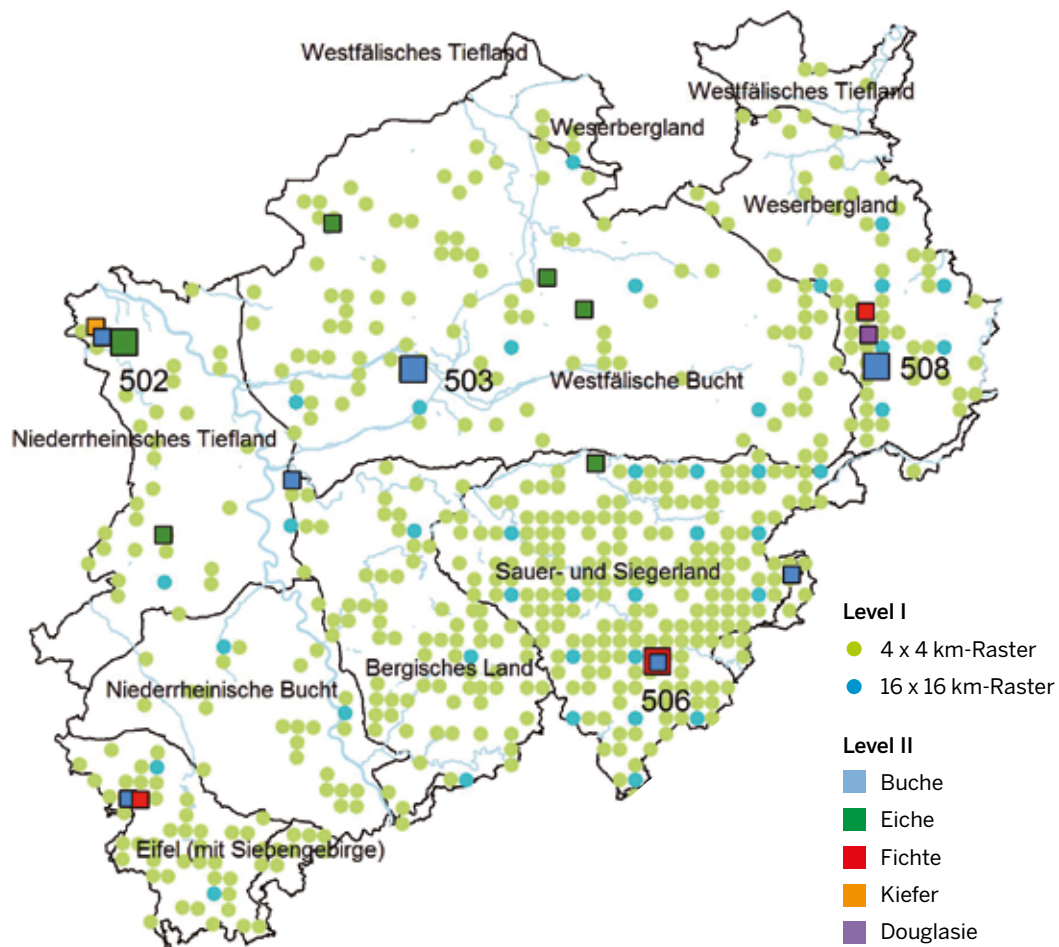 Westfälisches Tiefland
Westfälisches Tiefland
Weserbergland
Weserbergland
502
503
508
Westfälische Bucht
Niederrheinisches Tiefland
Sauer- und Siegerland
Bergisches Land
506
Niederrheinische Bucht
Eifel (mit Siebengebirge)
Level I
4 x 4 km-Raster
16 x 16 km-Raster
Level II
Buche
Eiche
Fichte
Kiefer
Douglasie